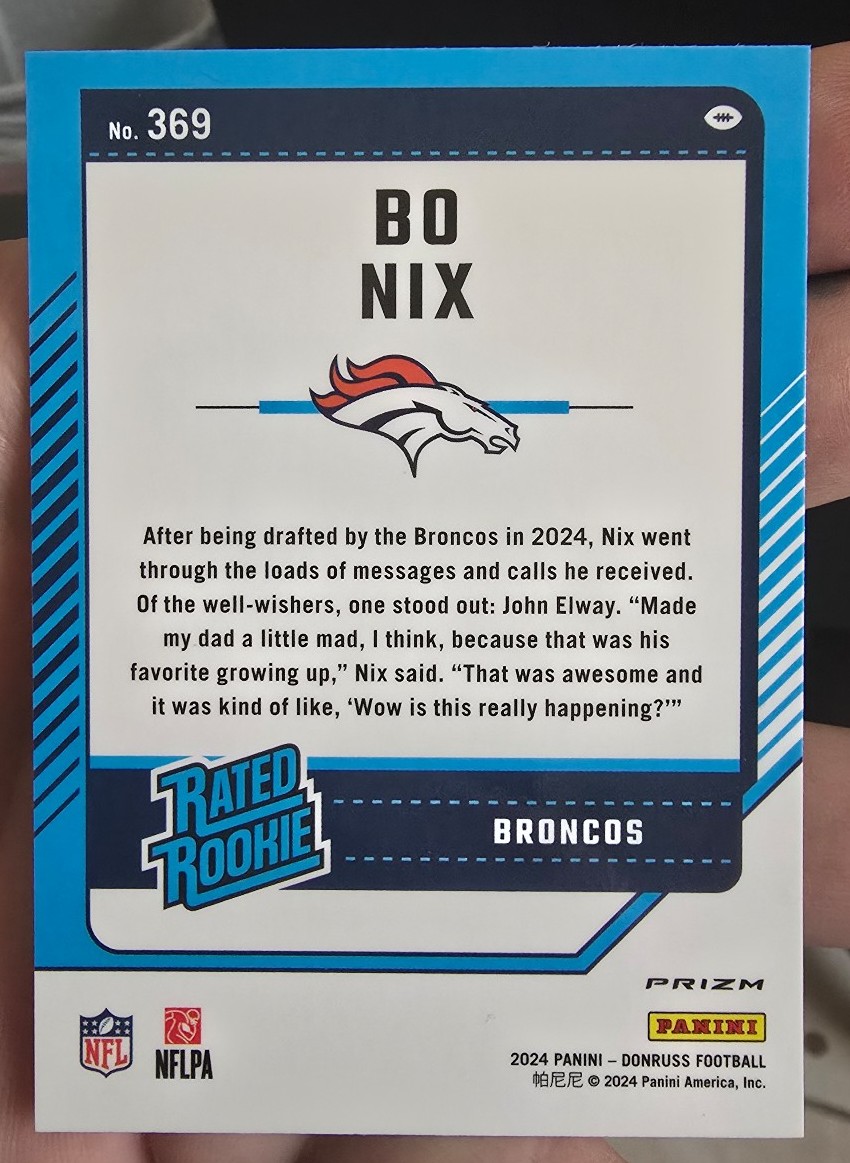 No. 369
BO
NIX
After being drafted by the Broncos in 2024, Nix went
through the loads of messages and calls he received.
Of the well-wishers, one stood out: John Elway. “Made
my dad a little mad, I think, because that was his
favorite growing up,” Nix said. “That was awesome and
it was kind of like, ‘Wow is this really happening?’”
RATED
ROOKIE
BRONCOS
PRIZM
PANINI
NFL
NFLPA
2024 PANINI – DONRUSS FOOTBALL
帕尼尼 © 2024 Panini America, Inc.